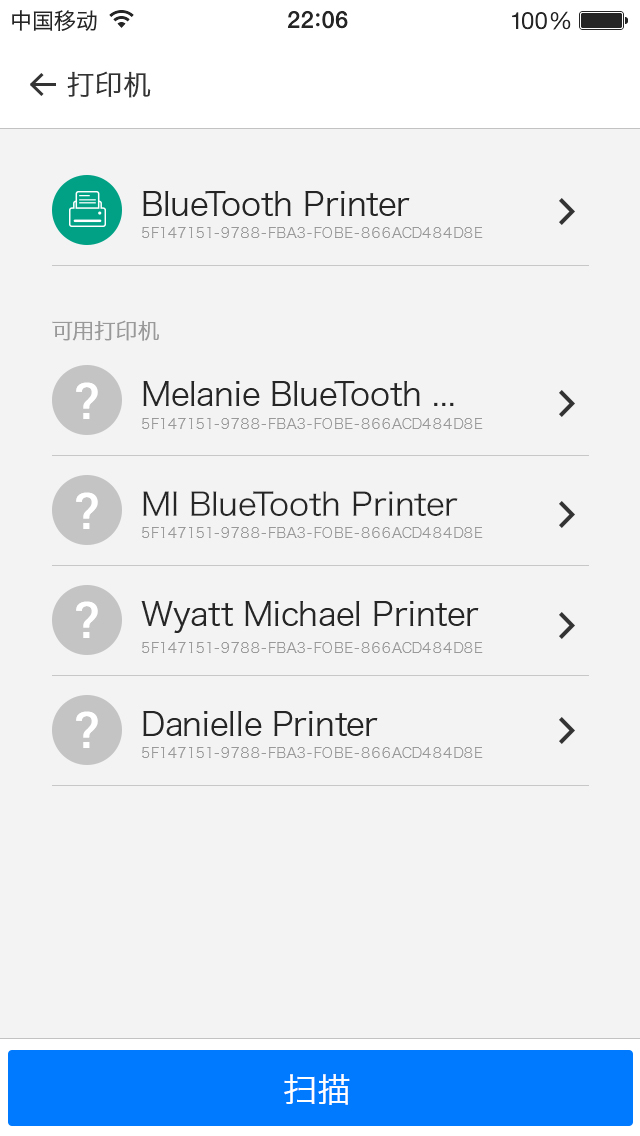 中国移动 22:06 100%
打印机
BlueTooth Printer
5F147151-9788-FBA3-FOBE-866ACD484D8E
可用打印机
? Melanie BlueTooth ...
5F147151-9788-FBA3-FOBE-866ACD484D8E
? MI BlueTooth Printer
5F147151-9788-FBA3-FOBE-866ACD484D8E
? Wyatt Michael Printer
5F147151-9788-FBA3-FOBE-866ACD484D8E
? Danielle Printer
5F147151-9788-FBA3-FOBE-866ACD484D8E
扫描